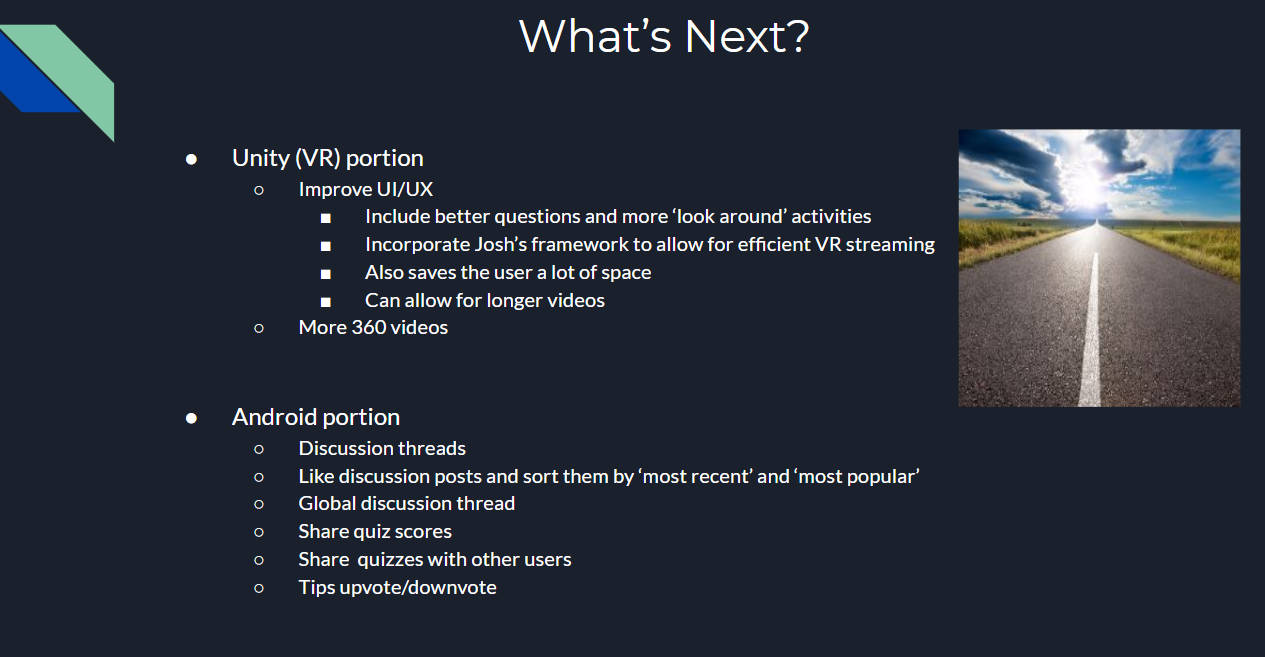 What’s Next?
● Unity (VR) portion
○ Improve UI/UX
■ Include better questions and more ‘look around’ activities
■ Incorporate Josh’s framework to allow for efficient VR streaming
■ Also saves the user a lot of space
■ Can allow for longer videos
○ More 360 videos
● Android portion
○ Discussion threads
○ Like discussion posts and sort them by ‘most recent’ and ‘most popular’
○ Global discussion thread
○ Share quiz scores
○ Share  quizzes with other users
○ Tips upvote/downvote